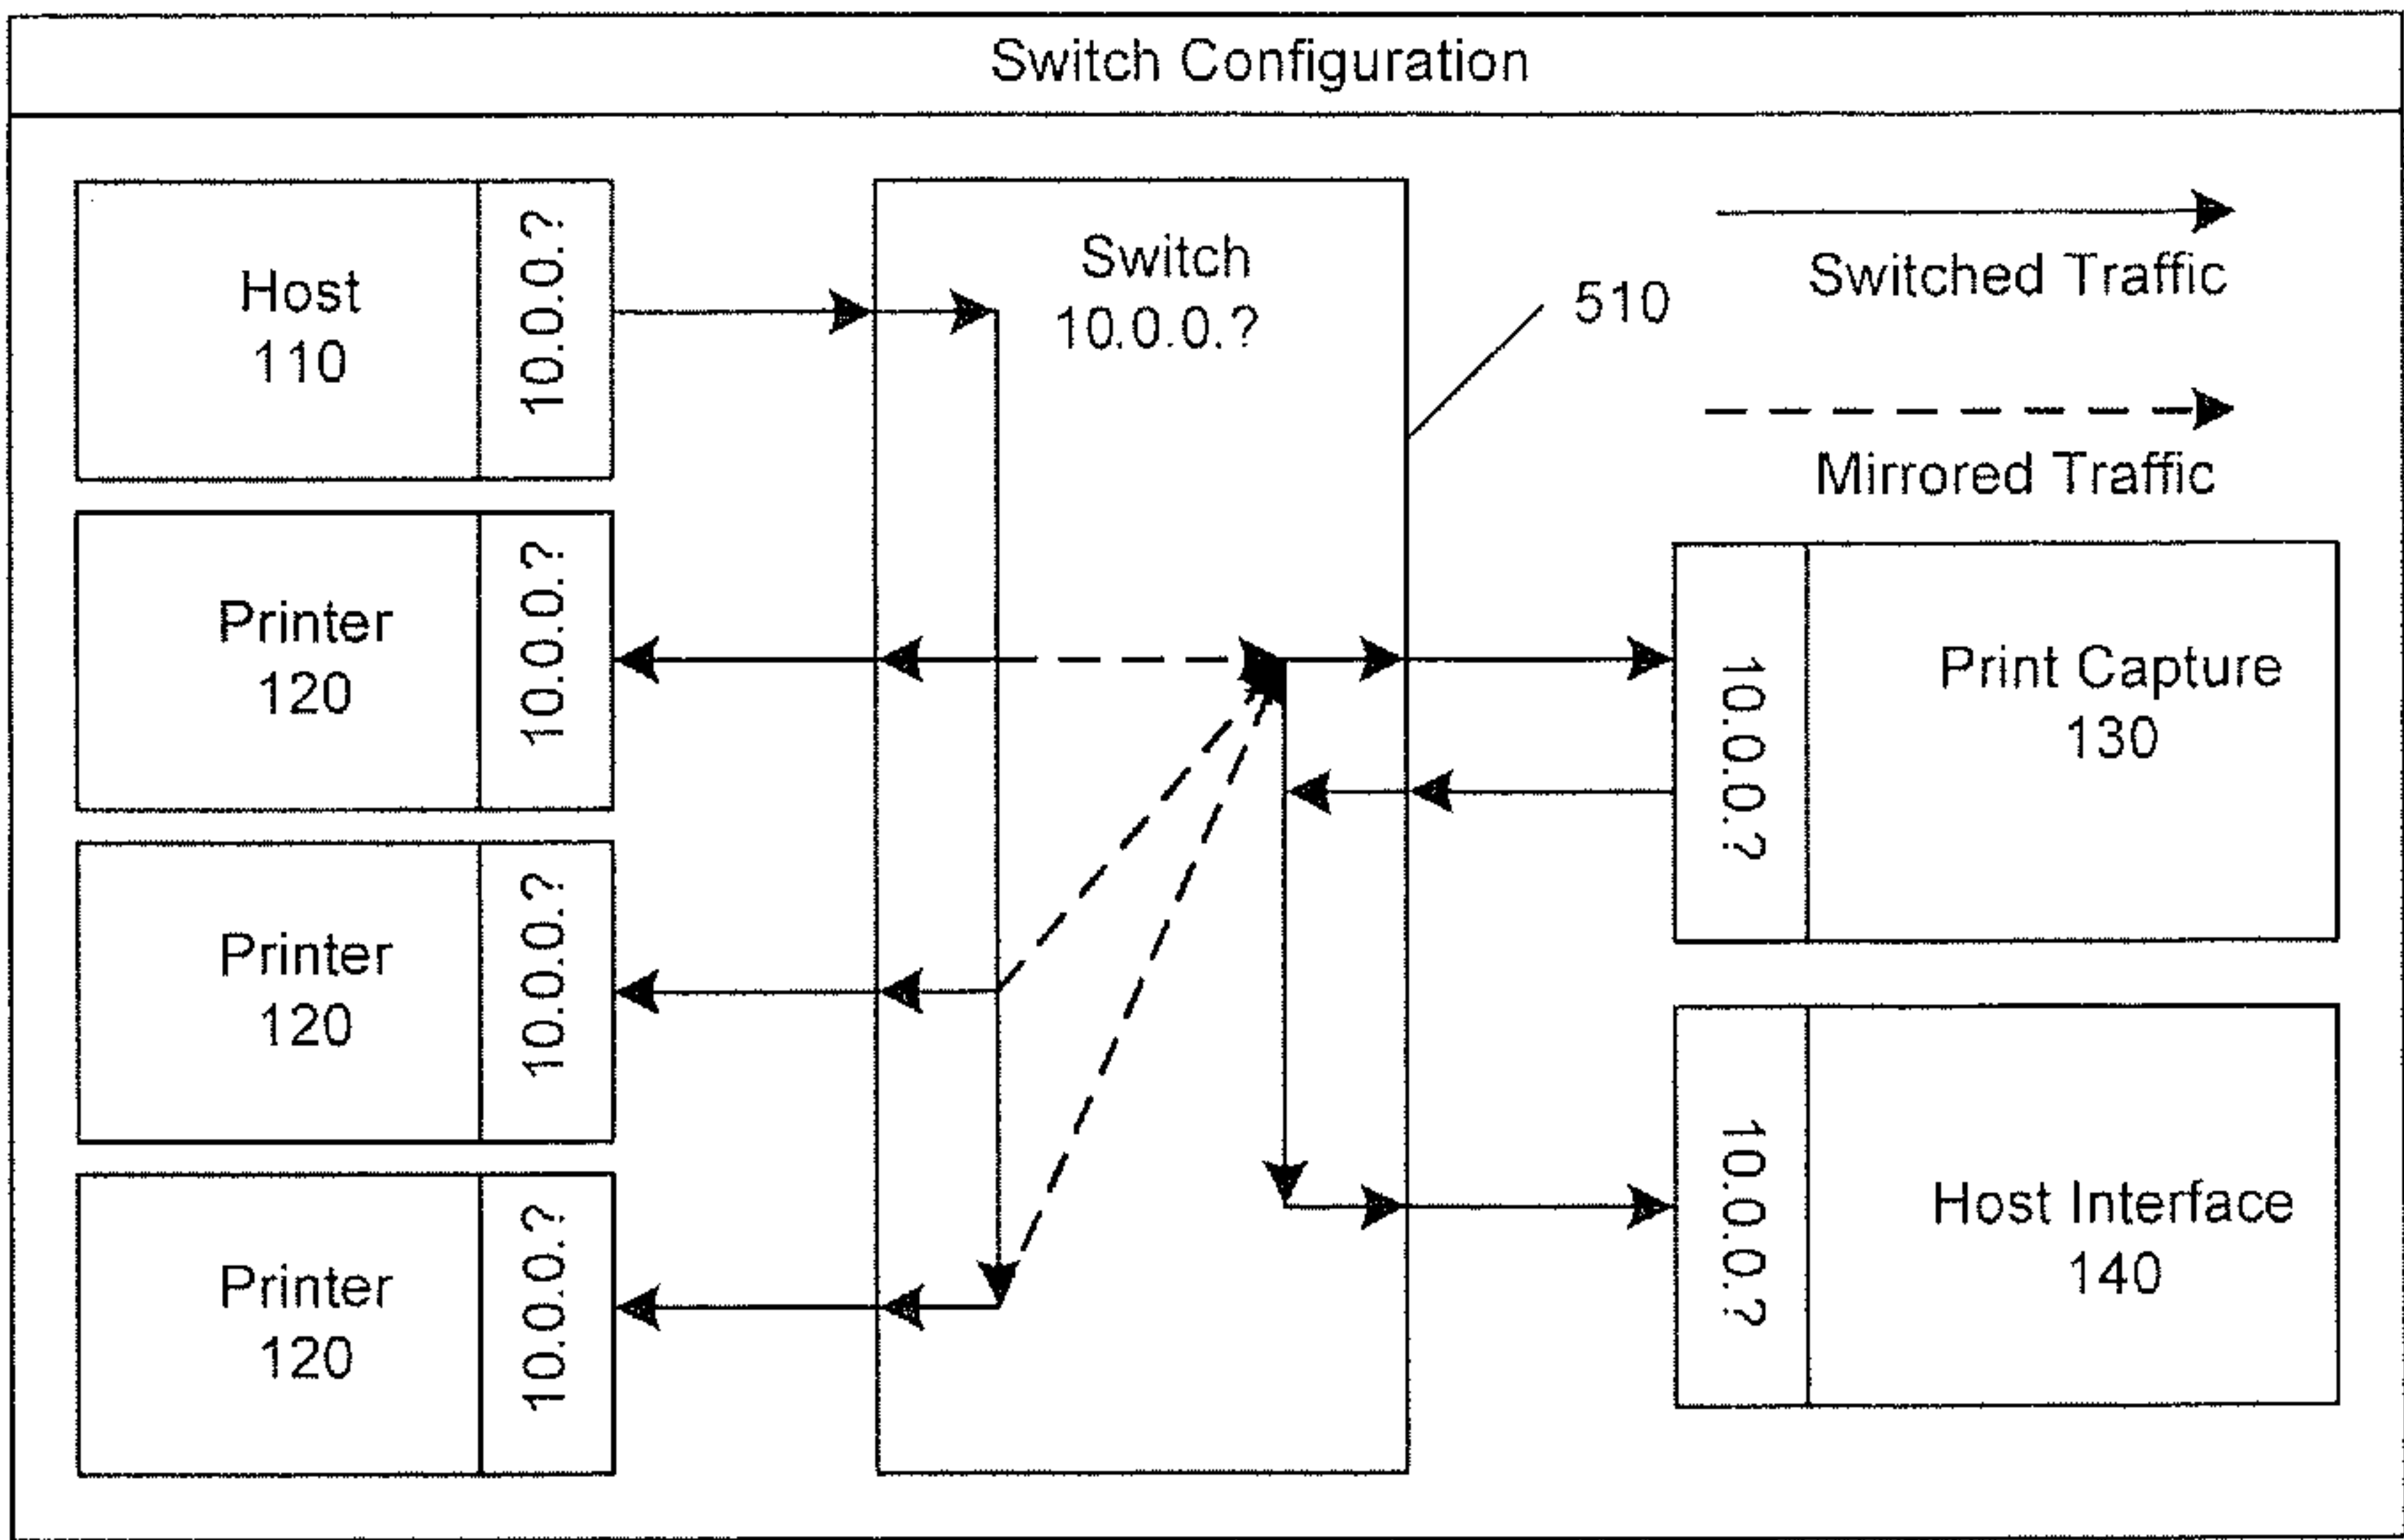 Switch Configuration
Host
110
10.0.0.?
Switch
10.0.0.?
510
Switched Traffic
Mirrored Traffic
Printer
120
10.0.0.?
10.0.0.?
Print Capture
130
Printer
120
10.0.0.?
10.0.0.?
Host Interface
140
Printer
120
10.0.0.?